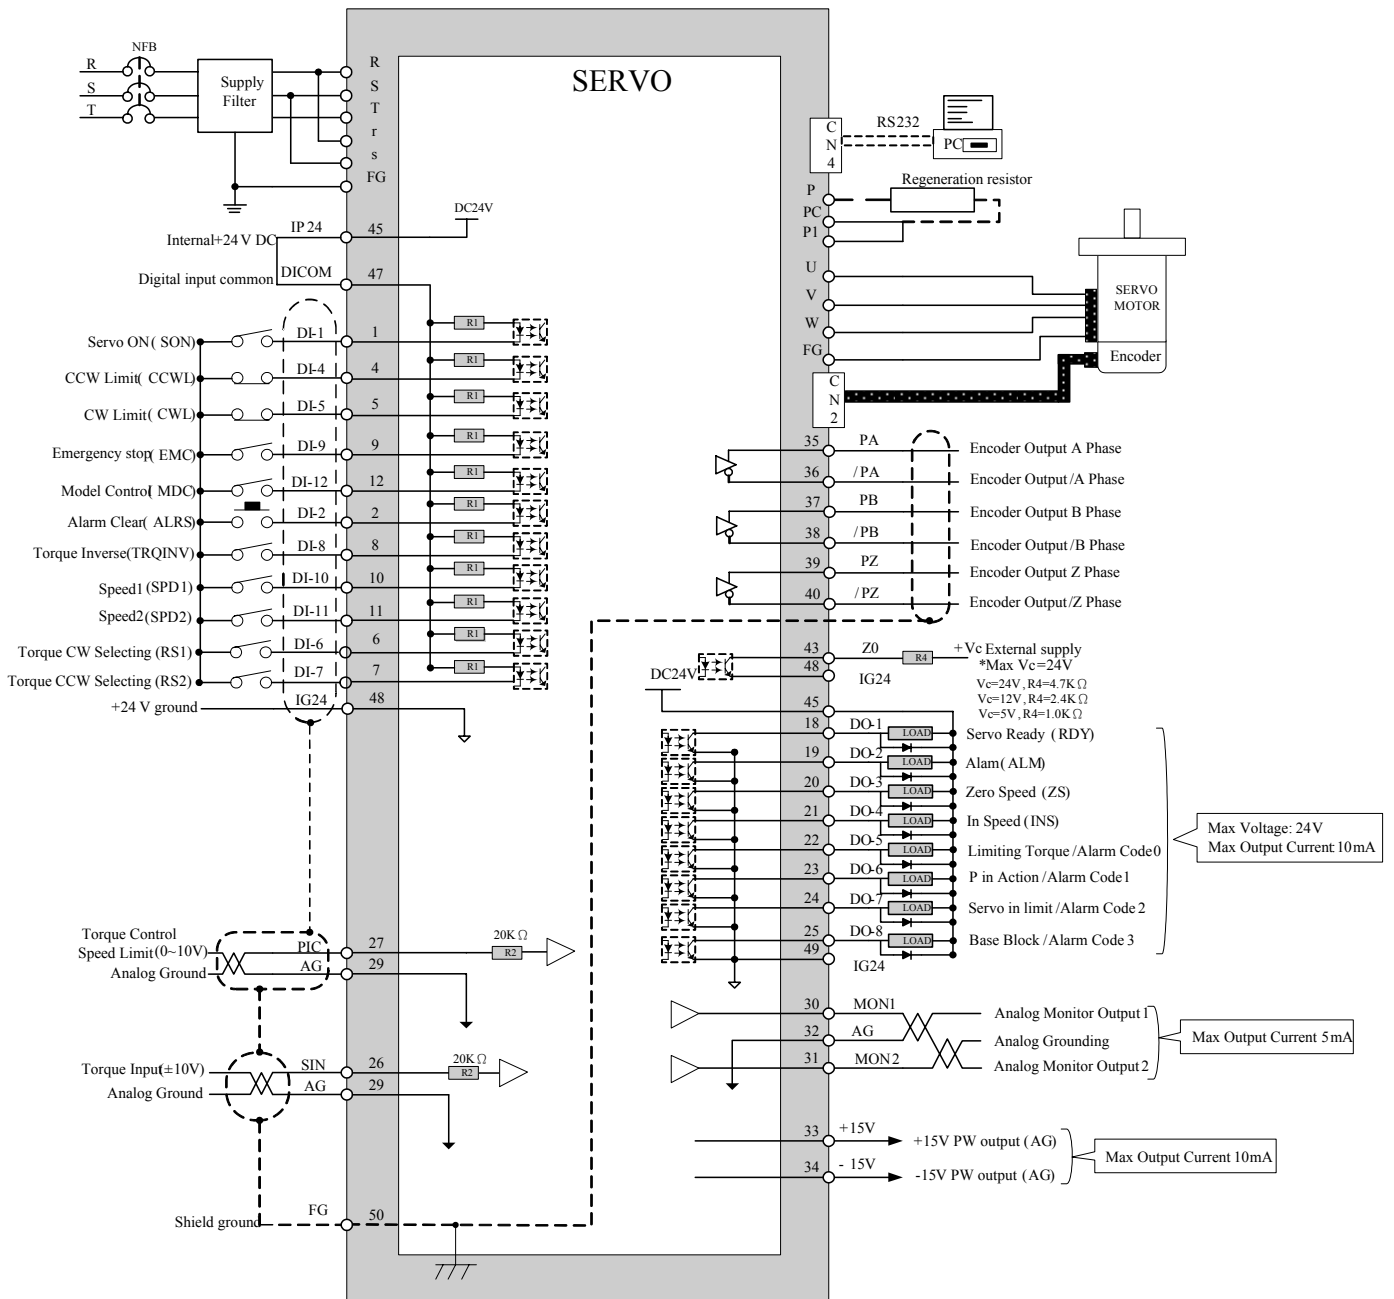 SERVO
NFB
R
S
T
Supply
Filter
R
S
T
r
s
FG
DC24V
IP24
45
Internal+24V DC
Digital input common
DICOM
47
Servo ON(SON)
DI-1
1
R1
CCW Limit(CCWL)
DI-4
4
R1
CW Limit(CWL)
DI-5
5
R1
Emergency stop(EMC)
DI-9
9
R1
Model Control(MDC)
DI-12
12
R1
Alarm Clear(ALRS)
DI-2
2
R1
Torque Inverse(TRQINV)
DI-8
8
R1
Speed1(SPD1)
DI-10
10
R1
Speed2(SPD2)
DI-11
11
R1
Torque CW Selecting (RS1)
DI-6
6
R1
Torque CCW Selecting (RS2)
DI-7
7
R1
+24 V ground
IG24
48
Torque Control
Speed Limit(0~10V)
PIC
27
20KΩ
R2
Analog Ground
AG
29
Torque Input(±10V)
SIN
26
20KΩ
R2
Analog Ground
AG
29
Shield ground
FG
50
CN4
RS232
PC
Regeneration resistor
P
PC
P1
U
V
W
FG
SERVO
MOTOR
Encoder
CN2
35
PA
Encoder Output A Phase
36
/PA
Encoder Output/A Phase
37
PB
Encoder Output B Phase
38
/PB
Encoder Output/B Phase
39
PZ
Encoder Output Z Phase
40
/PZ
Encoder Output/Z Phase
43
Z0
R4
+Vc External supply
*Max Vc=24V
Vc=24V, R4=4.7KΩ
Vc=12V, R4=2.4KΩ
Vc=5V, R4=1.0KΩ
48
IG24
DC24V
45
18
DO-1
LOAD
Servo Ready (RDY)
19
DO-2
LOAD
Alam(ALM)
20
DO-3
LOAD
Zero Speed (ZS)
21
DO-4
LOAD
In Speed (INS)
22
DO-5
LOAD
Limiting Torque/Alarm Code0
23
DO-6
LOAD
P in Action/Alarm Code1
24
DO-7
LOAD
Servo in limit/Alarm Code2
25
DO-8
LOAD
Base Block/Alarm Code3
49
IG24
Max Voltage: 24V
Max Output Current 10mA
30
MON1
Analog Monitor Output1
32
AG
Analog Grounding
31
MON2
Analog Monitor Output2
Max Output Current 5mA
33
+15V
+15V PW output (AG)
34
- 15V
-15V PW output (AG)
Max Output Current 10mA